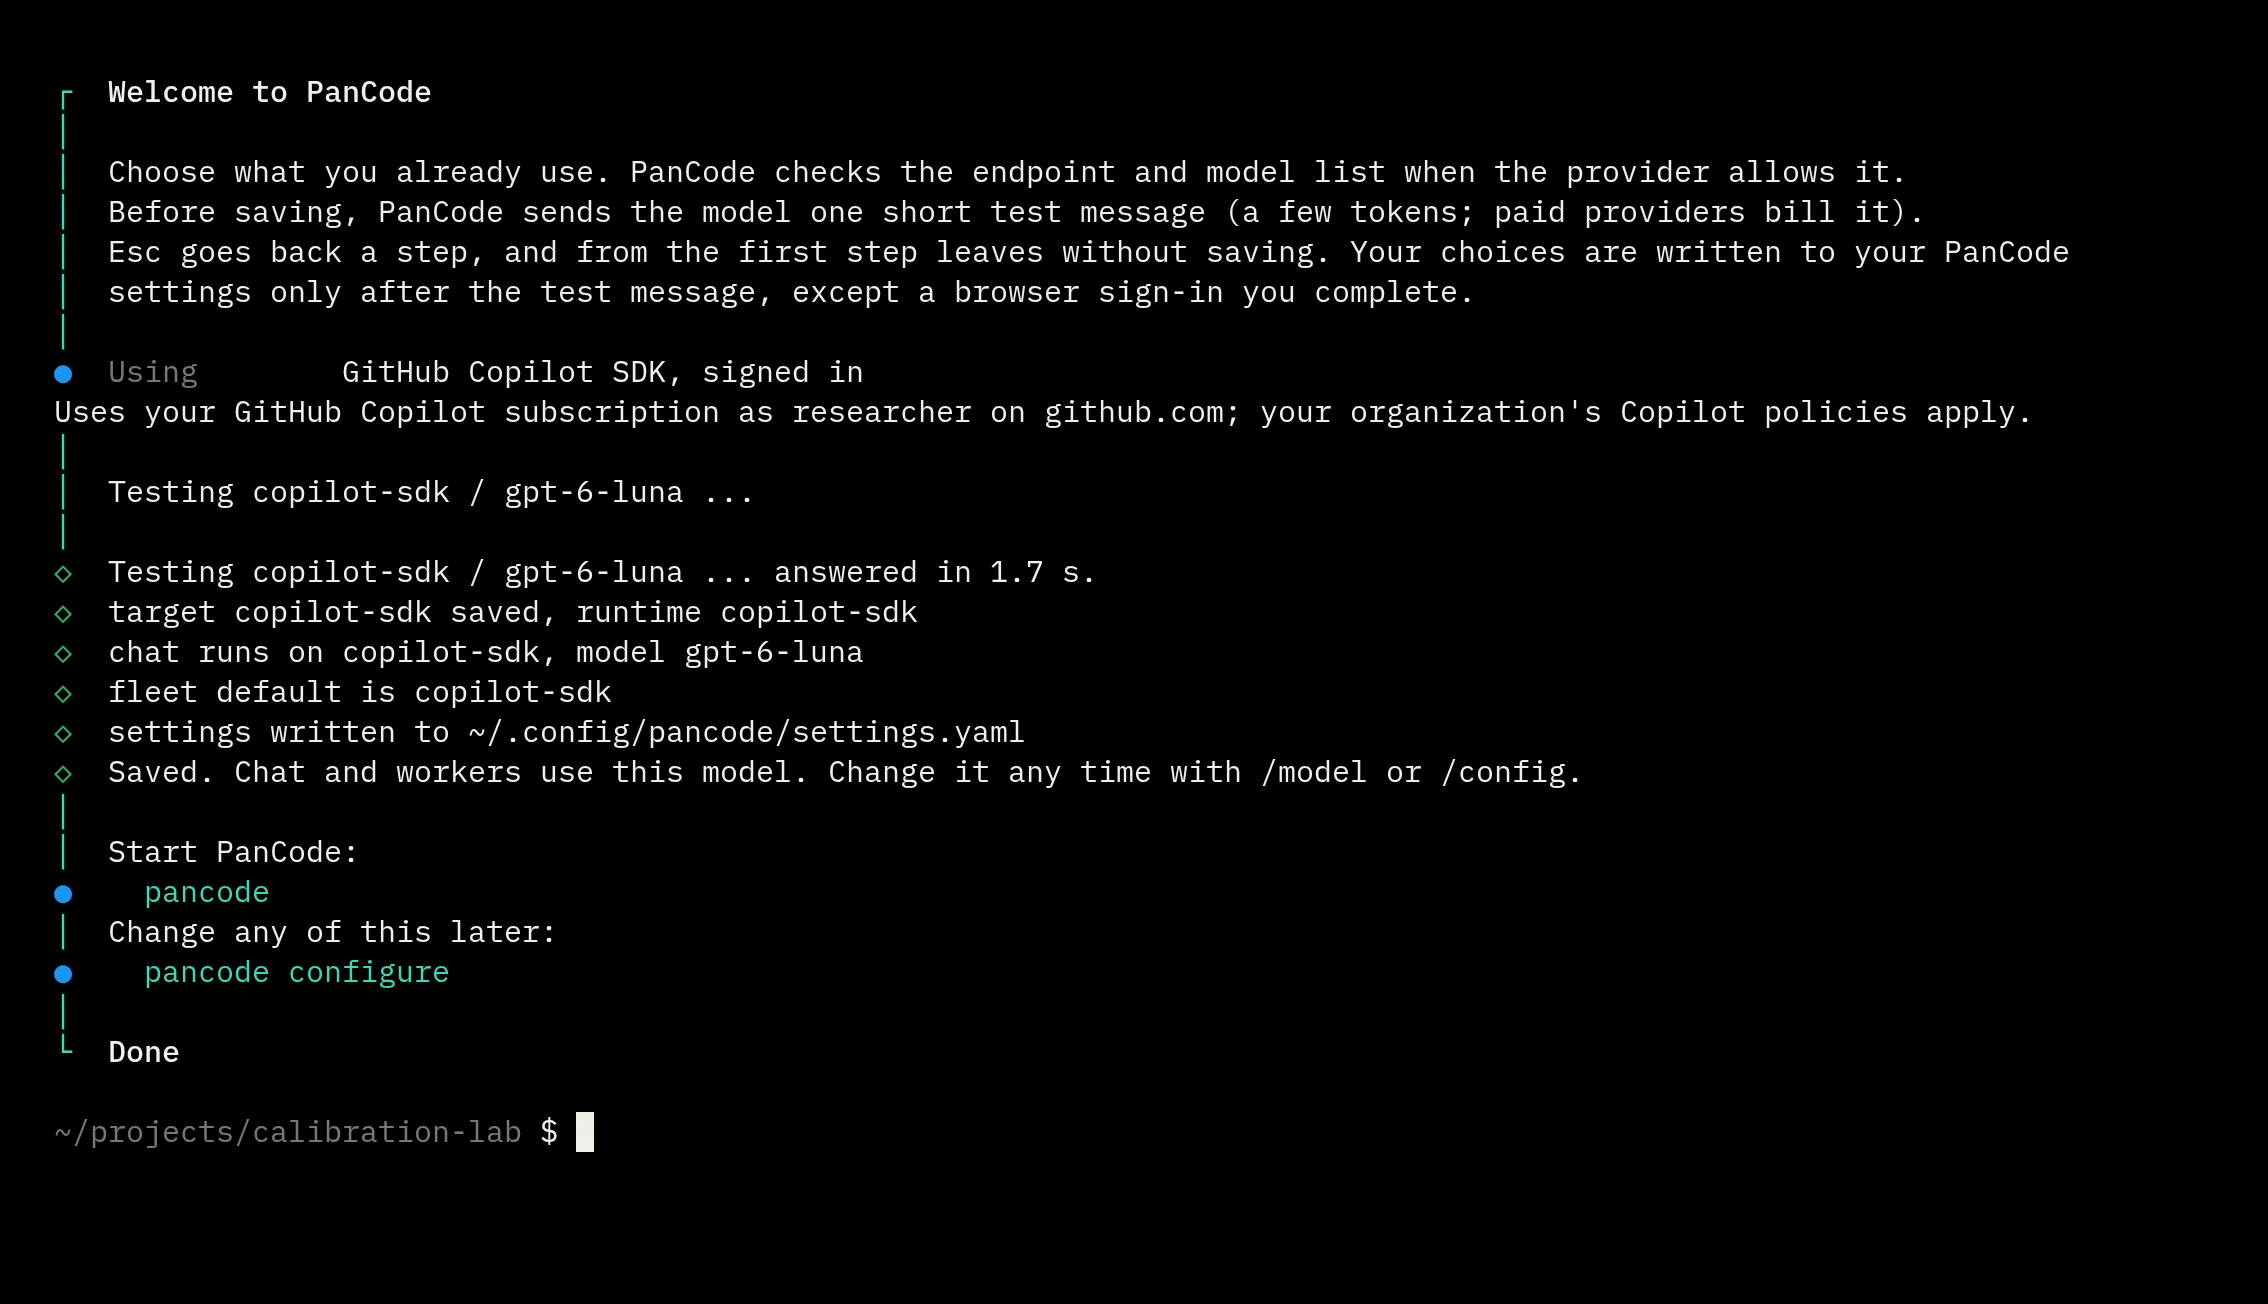 Welcome to PanCode
Choose what you already use. PanCode checks the endpoint and model list when the provider allows it.
Before saving, PanCode sends the model one short test message (a few tokens; paid providers bill it).
Esc goes back a step, and from the first step leaves without saving. Your choices are written to your PanCode
settings only after the test message, except a browser sign-in you complete.
Using        GitHub Copilot SDK, signed in
Uses your GitHub Copilot subscription as researcher on github.com; your organization's Copilot policies apply.
Testing copilot-sdk / gpt-6-luna ...
◇ Testing copilot-sdk / gpt-6-luna ... answered in 1.7 s.
◇ target copilot-sdk saved, runtime copilot-sdk
◇ chat runs on copilot-sdk, model gpt-6-luna
◇ fleet default is copilot-sdk
◇ settings written to ~/.config/pancode/settings.yaml
◇ Saved. Chat and workers use this model. Change it any time with /model or /config.
Start PanCode:
● pancode
Change any of this later:
● pancode configure
Done
~/projects/calibration-lab $